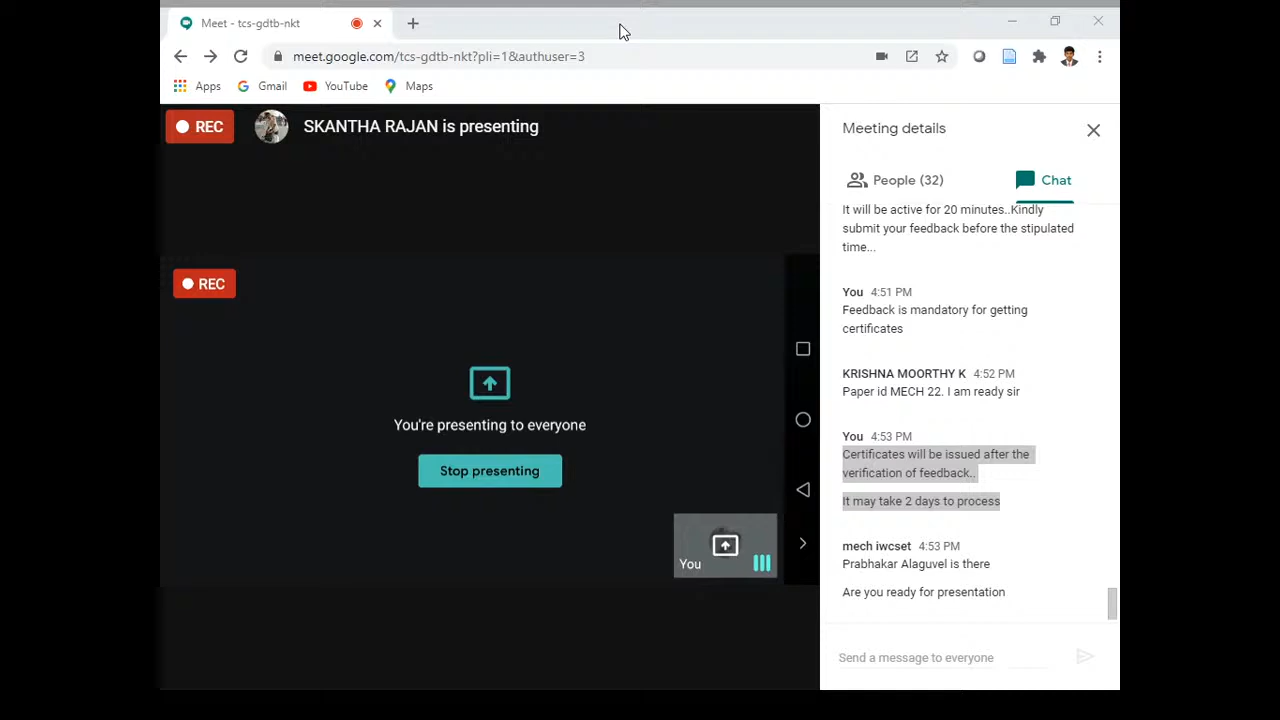 Meet - tcs-gdtb-nkt
meet.google.com/tcs-gdtb-nkt?pli=1&authuser=3
Apps Gmail YouTube Maps
REC SKANTHA RAJAN is presenting
REC
You're presenting to everyone
Stop presenting
You
Meeting details
People (32) Chat
It will be active for 20 minutes..Kindly
submit your feedback before the stipulated
time...
You 4:51 PM
Feedback is mandatory for getting
certificates
KRISHNA MOORTHY K 4:52 PM
Paper id MECH 22. I am ready sir
You 4:53 PM
Certificates will be issued after the
verification of feedback..
It may take 2 days to process
mech iwcset 4:53 PM
Prabhakar Alaguvel is there
Are you ready for presentation
Send a message to everyone